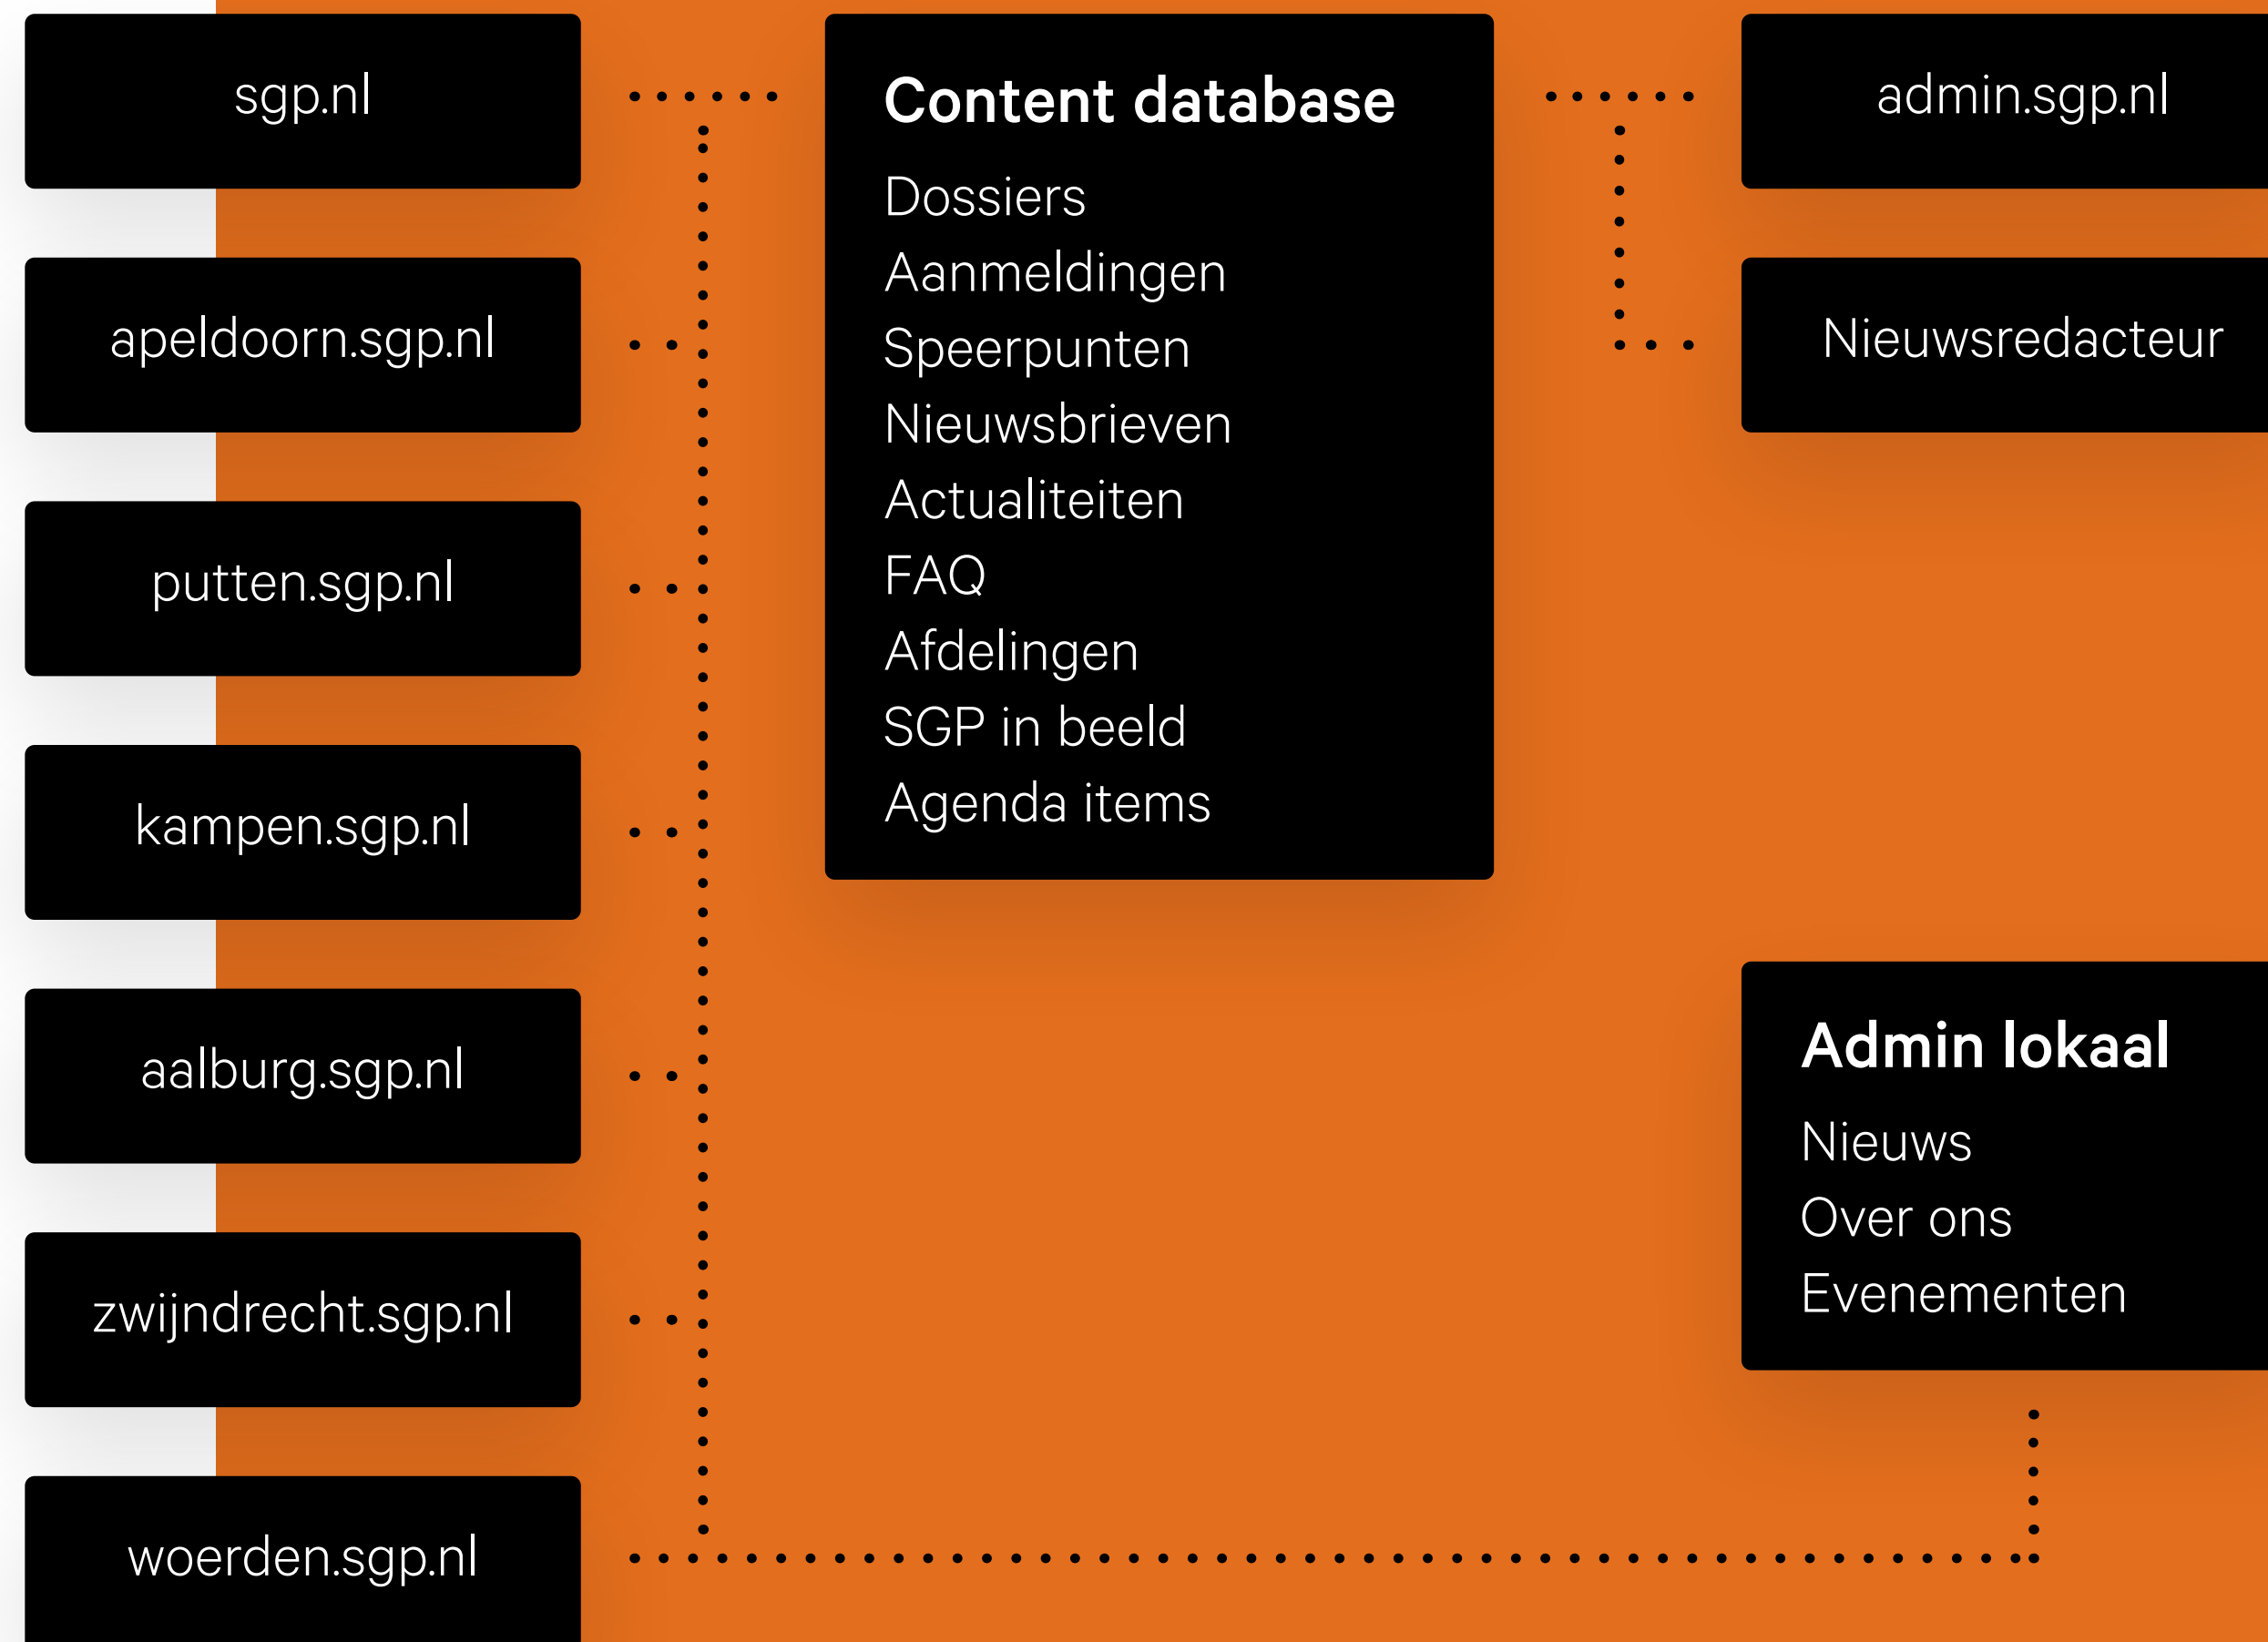 sgp.nl
apeldoorn.sgp.nl
putten.sgp.nl
kampen.sgp.nl
aalburg.sgp.nl
zwijndrecht.sgp.nl
woerden.sgp.nl
Content database
Dossiers
Aanmeldingen
Speerpunten
Nieuwsbrieven
Actualiteiten
FAQ
Afdelingen
SGP in beeld
Agenda items
admin.sgp.nl
Nieuwsredacteur
Admin lokaal
Nieuws
Over ons
Evenementen